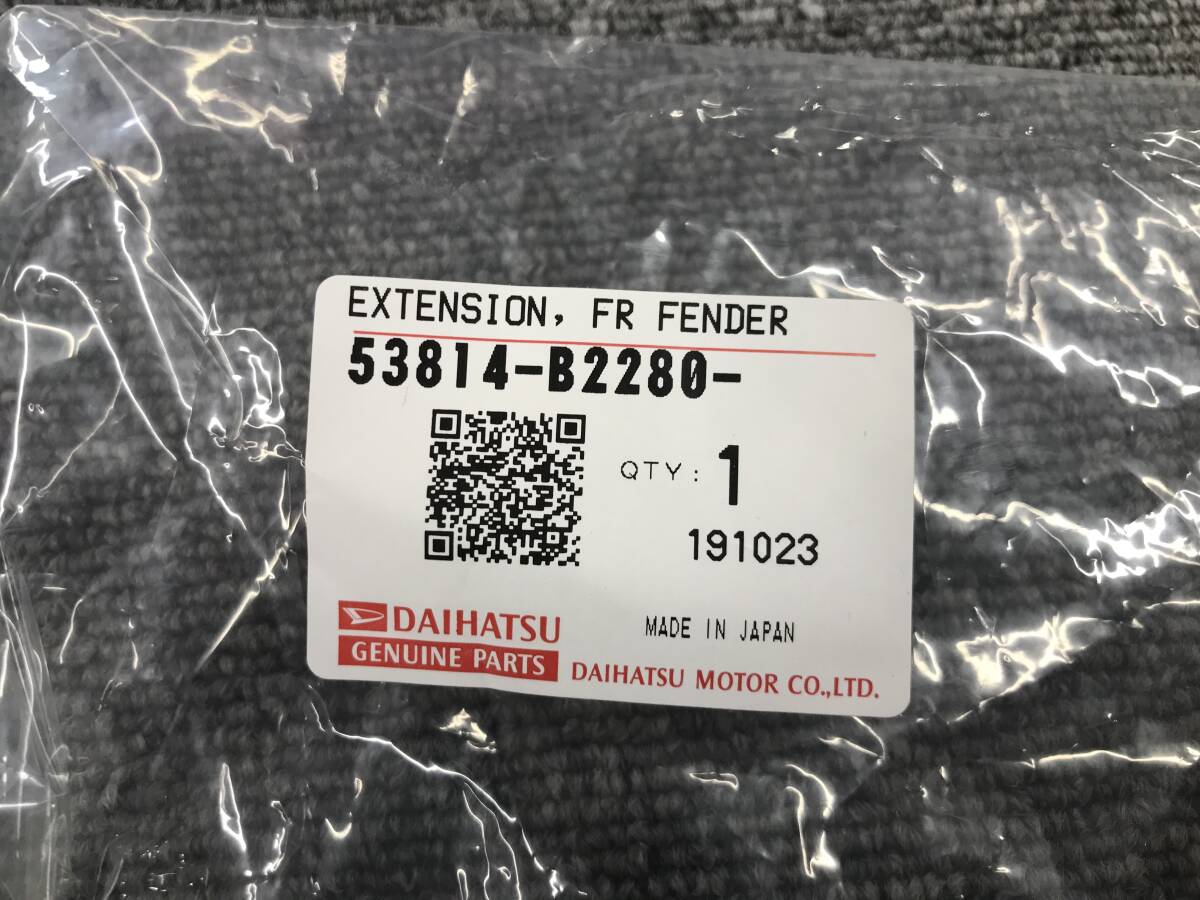 EXTENSION, FR FENDER
53814-B2280-
QTY: 1
191023
DAIHATSU
GENUINE PARTS
MADE IN JAPAN
DAIHATSU MOTOR CO.,LTD.